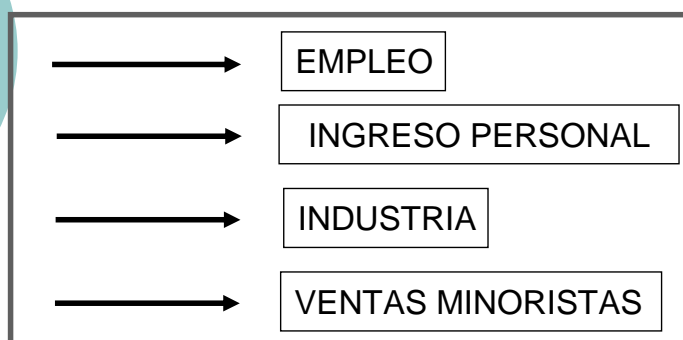 EMPLEO
INGRESO PERSONAL
INDUSTRIA
VENTAS MINORISTAS